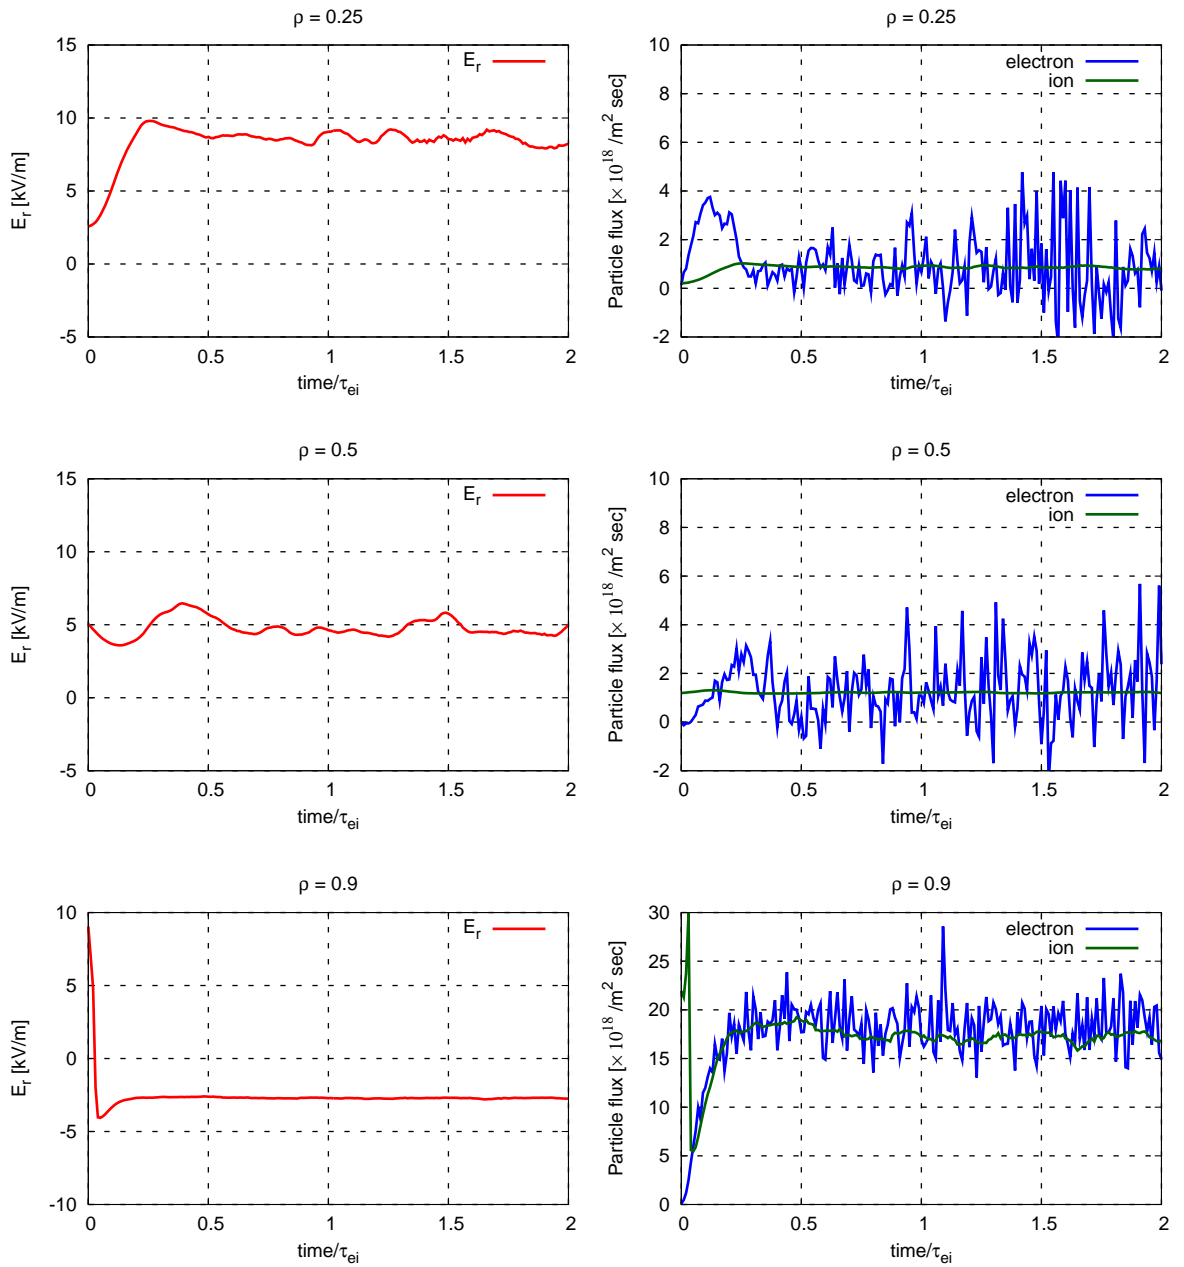 ρ = 0.25
E_r [kV/m]
15
10
5
0
-5
E_r
0 0.5 1 1.5 2
time/τ_ei
ρ = 0.25
Particle flux [× 10^18 /m^2 sec]
10
8
6
4
2
0
-2
electron
ion
0 0.5 1 1.5 2
time/τ_ei
ρ = 0.5
E_r [kV/m]
15
10
5
0
-5
E_r
0 0.5 1 1.5 2
time/τ_ei
ρ = 0.5
Particle flux [× 10^18 /m^2 sec]
10
8
6
4
2
0
-2
electron
ion
0 0.5 1 1.5 2
time/τ_ei
ρ = 0.9
E_r [kV/m]
10
5
0
-5
-10
E_r
0 0.5 1 1.5 2
time/τ_ei
ρ = 0.9
Particle flux [× 10^18 /m^2 sec]
30
25
20
15
10
5
0
electron
ion
0 0.5 1 1.5 2
time/τ_ei